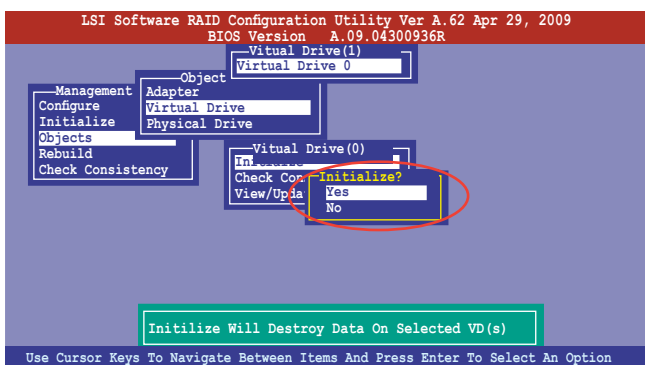 LSI Software RAID Configuration Utility Ver A.62 Apr 29, 2009
BIOS Version A.09.04300936R
Vitual Drive(1)
Virtual Drive 0
Object
Adapter
Virtual Drive
Physical Drive
Management
Configure
Initialize
Objects
Rebuild
Check Consistency
Vitual Drive(0)
Initialize
Check Con
View/Upda
Initialize?
Yes
No
Initilize Will Destroy Data On Selected VD(s)
Use Cursor Keys To Navigate Between Items And Press Enter To Select An Option